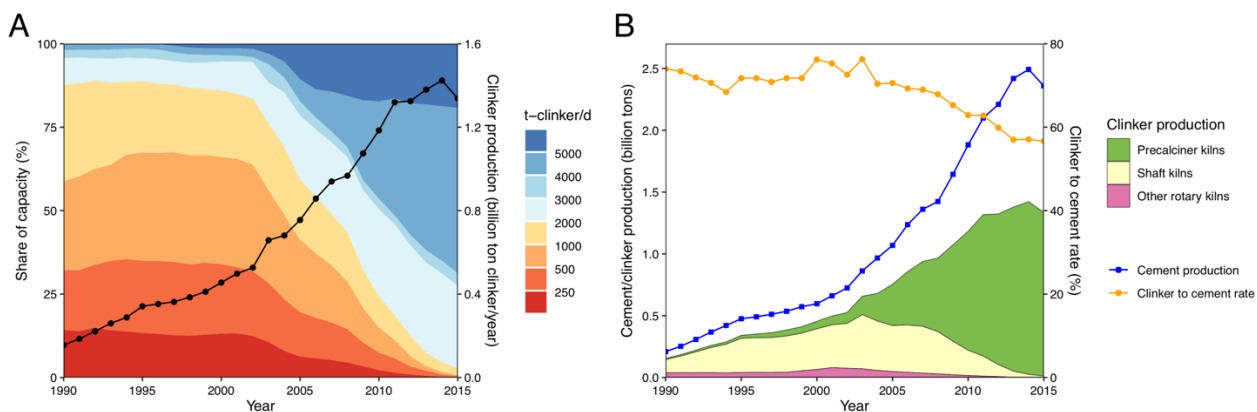 A
Share of capacity (%)
100
75
50
25
0
1990
1995
2000
2005
2010
2015
Year
1.6
1.2
0.8
0.4
0.0
Clinker production (billion ton clinker/year)
t−clinker/d
5000
4000
3000
2000
1000
500
250
B
Cement/clinker production (billion tons)
2.5
2.0
1.5
1.0
0.5
0.0
1990
1995
2000
2005
2010
2015
Year
80
60
40
20
0
Clinker to cement rate (%)
Clinker production
Precalciner kilns
Shaft kilns
Other rotary kilns
Cement production
Clinker to cement rate